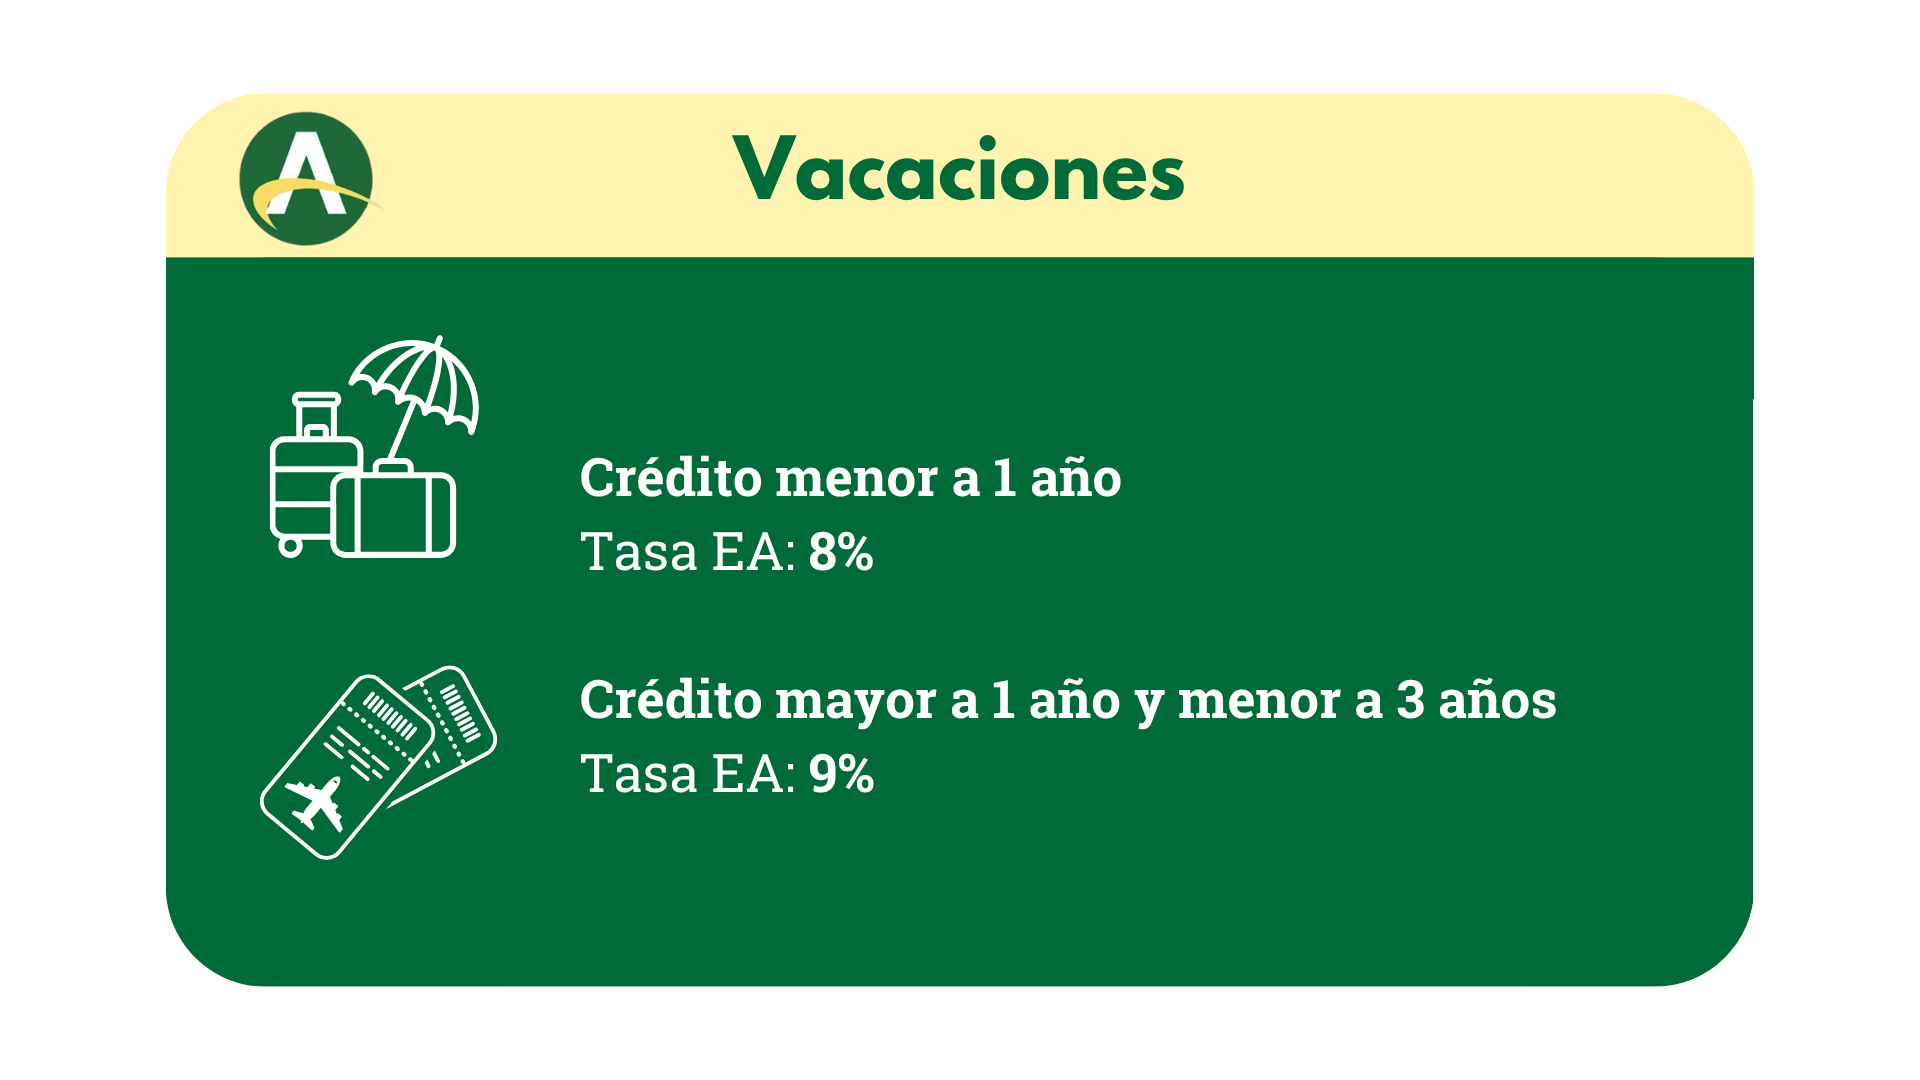 A
Vacaciones
Crédito menor a 1 año
Tasa EA: 8%
Crédito mayor a 1 año y menor a 3 años
Tasa EA: 9%